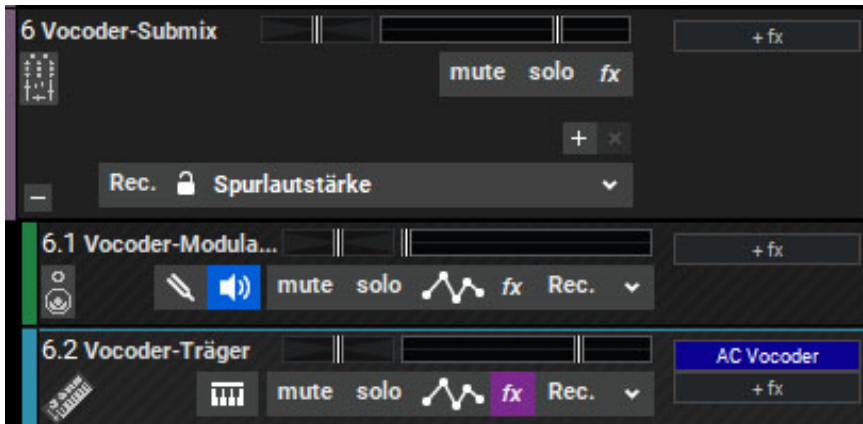 6 Vocoder-Submix + fx
mute solo fx
+ ×
Rec. Spurlautstärke
–
6.1 Vocoder-Modula... + fx
mute solo fx Rec.
6.2 Vocoder-Träger AC Vocoder
mute solo fx Rec. + fx